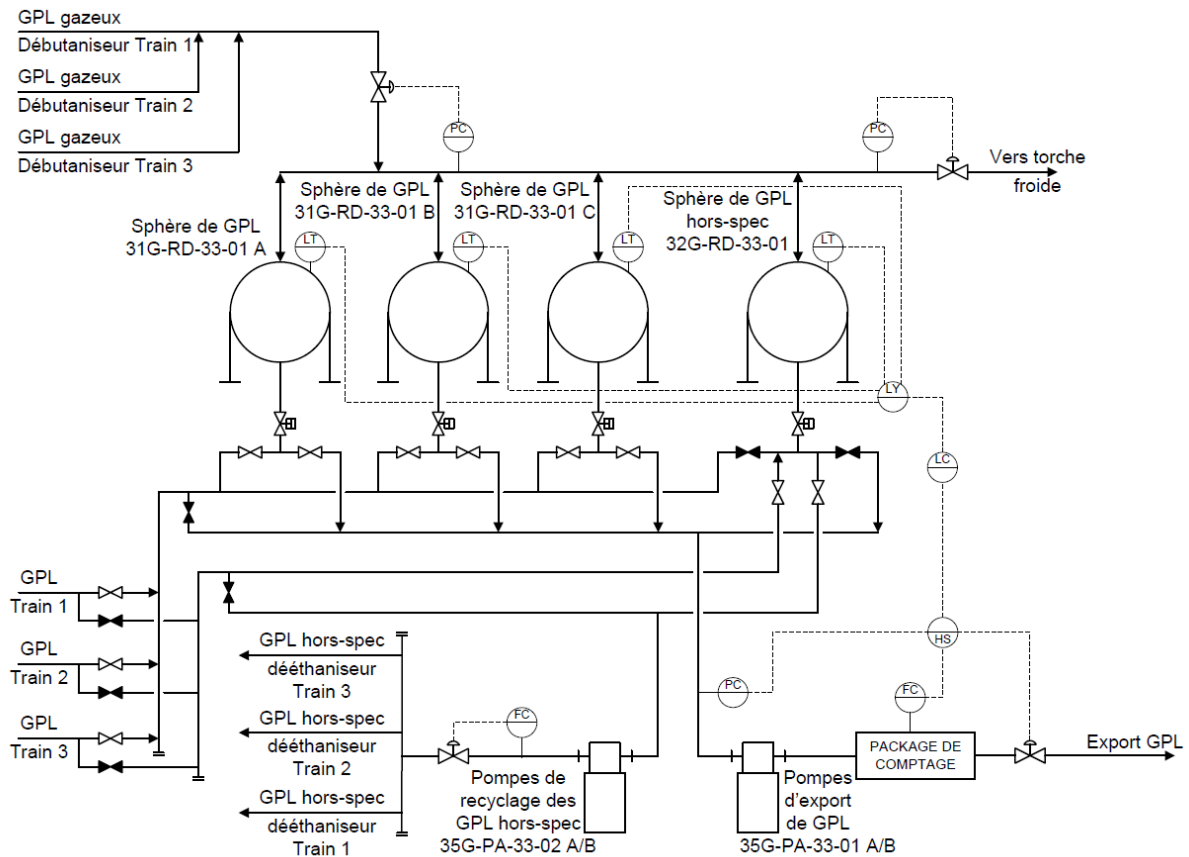 GPL gazeux
Débutaniseur Train 1
GPL gazeux
Débutaniseur Train 2
GPL gazeux
Débutaniseur Train 3
PC
PC
Vers torche
froide
Sphère de GPL
31G-RD-33-01 A
Sphère de GPL
31G-RD-33-01 B
Sphère de GPL
31G-RD-33-01 C
Sphère de GPL
hors-spec
32G-RD-33-01
LT
LT
LT
LT
LY
LC
GPL
Train 1
GPL
Train 2
GPL
Train 3
GPL hors-spec
dééthaniseur
Train 3
GPL hors-spec
dééthaniseur
Train 2
GPL hors-spec
dééthaniseur
Train 1
FC
Pompes de
recyclage des
GPL hors-spec
35G-PA-33-02 A/B
PC
HS
FC
PACKAGE DE
COMPTAGE
Export GPL
Pompes
d'export
de GPL
35G-PA-33-01 A/B